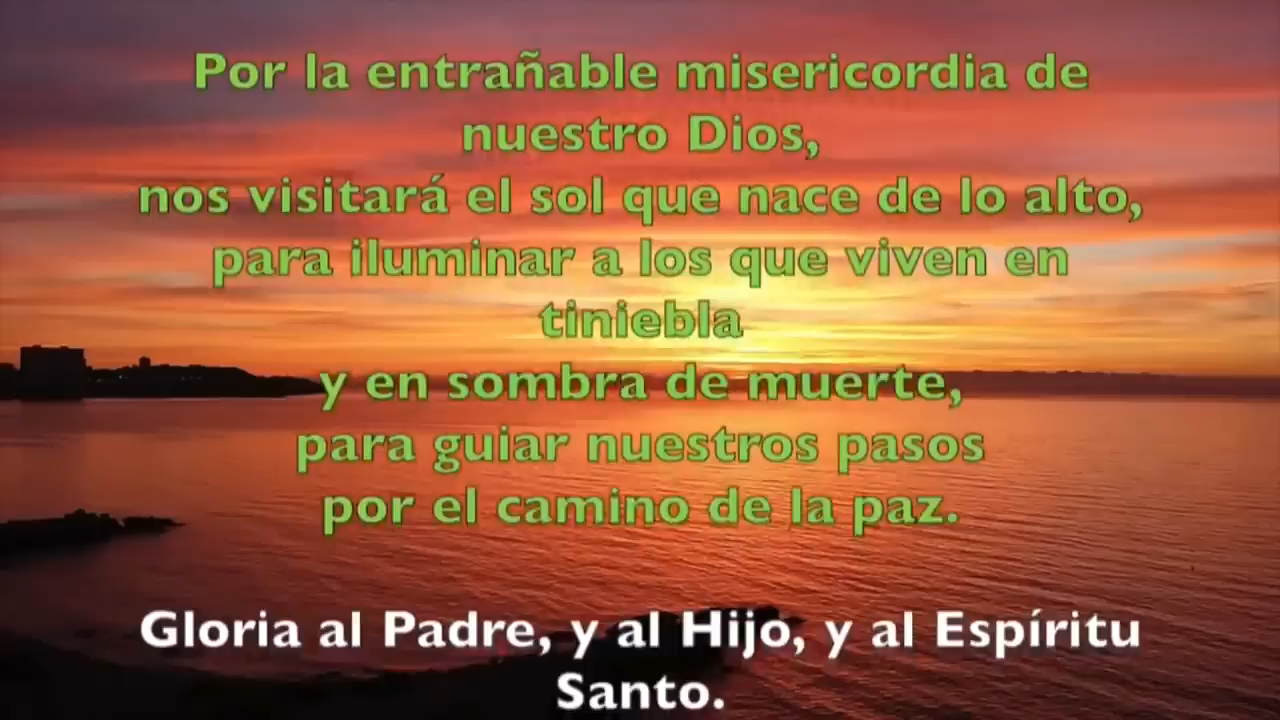 Por la entrañable misericordia de
nuestro Dios,
nos visitará el sol que nace de lo alto,
para iluminar a los que viven en
tiniebla
y en sombra de muerte,
para guiar nuestros pasos
por el camino de la paz.
Gloria al Padre, y al Hijo, y al Espíritu
Santo.